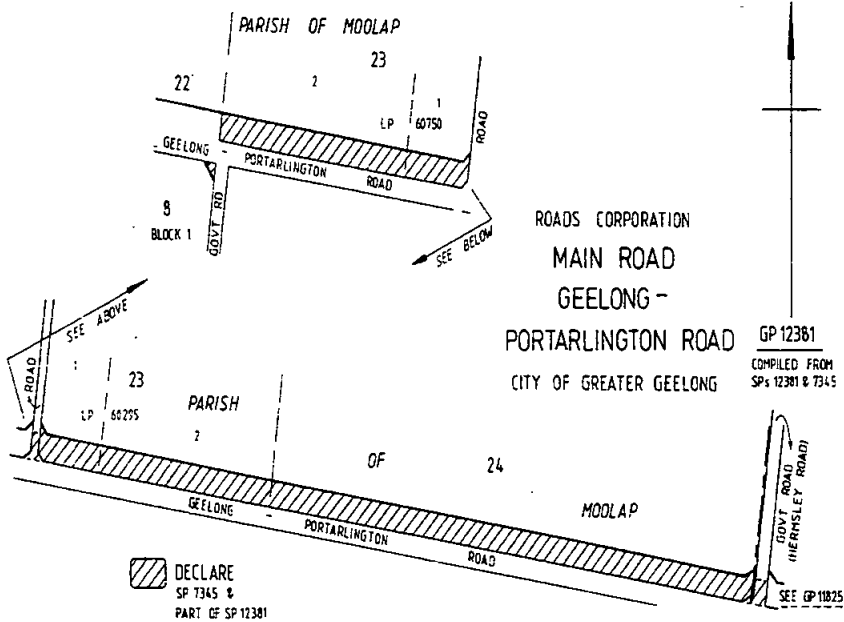 PARISH OF MOOLAP
23
22
2
1
LP 60750
ROAD
GEELONG - PORTARLINGTON ROAD
8
BLOCK 1
GOVT RD
SEE BELOW
ROADS CORPORATION
MAIN ROAD
GEELONG -
PORTARLINGTON ROAD
CITY OF GREATER GEELONG
GP 12381
COMPILED FROM
SPs 12381 & 7345
SEE ABOVE
ROAD
1
23
LP 60295
PARISH
2
OF
24
MOOLAP
GEELONG - PORTARLINGTON ROAD
GOVT ROAD
(HERMSLEY ROAD)
SEE GP 11825
DECLARE
SP 7345 &
PART OF SP 12381